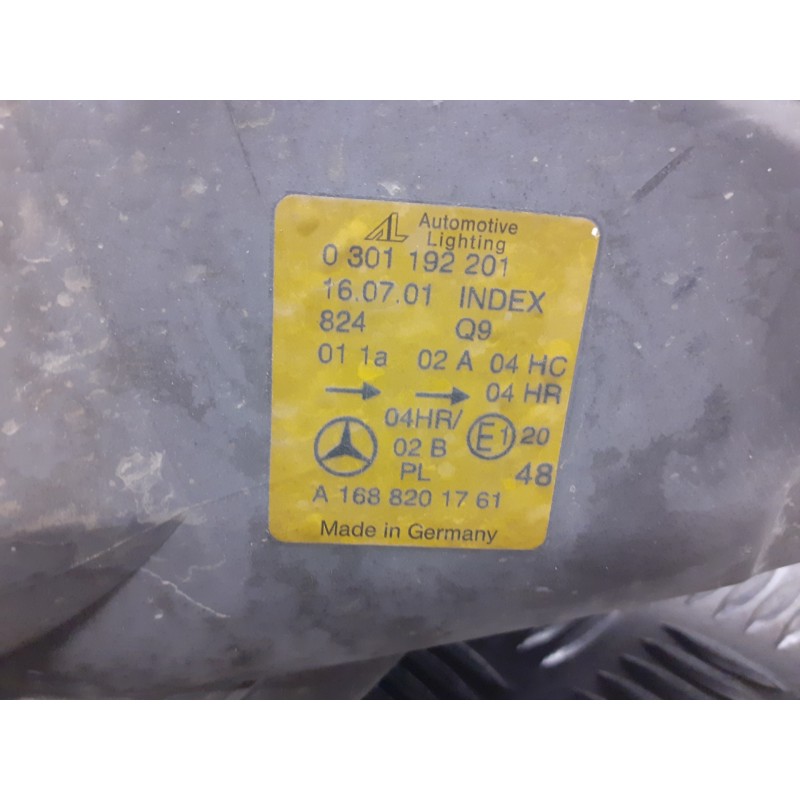 AL Automotive
Lighting
0 301 192 201
16.07.01 INDEX
824 Q9
01 1a 02 A 04 HC
→ → 04 HR
04HR/ E1 20
02 B
PL 48
A 168 820 17 61
Made in Germany